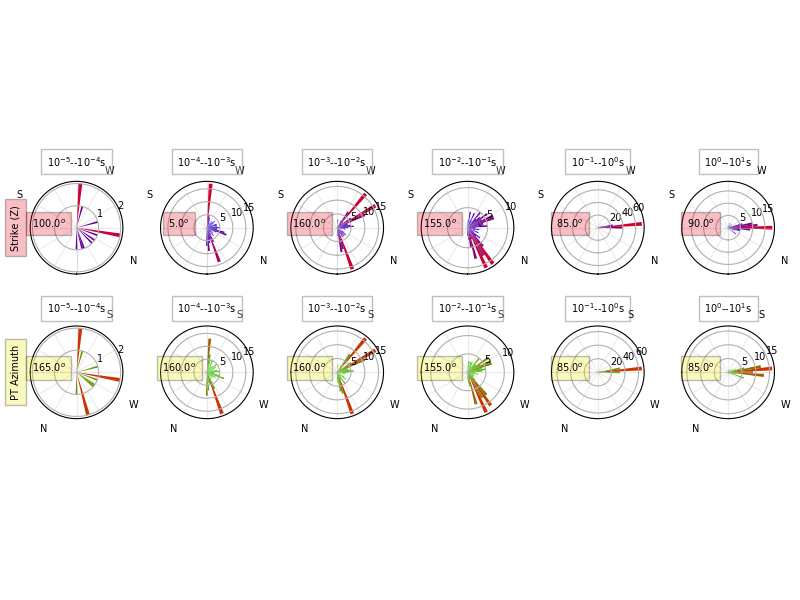 10⁻⁵--10⁻⁴s 10⁻⁴--10⁻³s 10⁻³--10⁻²s 10⁻²--10⁻¹s 10⁻¹--10⁰s 10⁰--10¹s
W W W W W W
S S S S S S
Strike (Z)
100.0° 5.0° 160.0° 155.0° 85.0° 90.0°
1 2 5 10 15 5 10 15 5 10 20 40 60 5 10 15
N N N N N N
10⁻⁵--10⁻⁴s 10⁻⁴--10⁻³s 10⁻³--10⁻²s 10⁻²--10⁻¹s 10⁻¹--10⁰s 10⁰--10¹s
S S S S S S
PT Azimuth
165.0° 160.0° 160.0° 155.0° 85.0° 85.0°
1 2 5 10 15 5 10 15 5 10 20 40 60 5 10 15
W W W W W W
N N N N N N